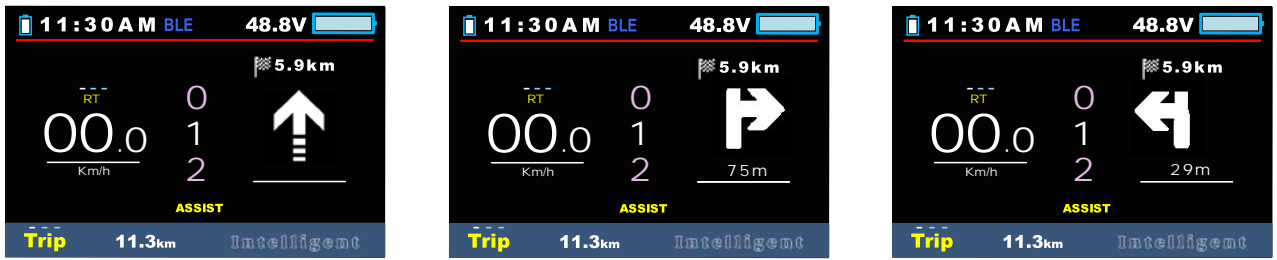 11:30AM BLE 48.8V
5.9km
RT
00.0
Km/h
0
1
2
ASSIST
Trip 11.3km Intelligent
11:30AM BLE 48.8V
5.9km
RT
00.0
Km/h
0
1
2
75m
ASSIST
Trip 11.3km Intelligent
11:30AM BLE 48.8V
5.9km
RT
00.0
Km/h
0
1
2
29m
ASSIST
Trip 11.3km Intelligent